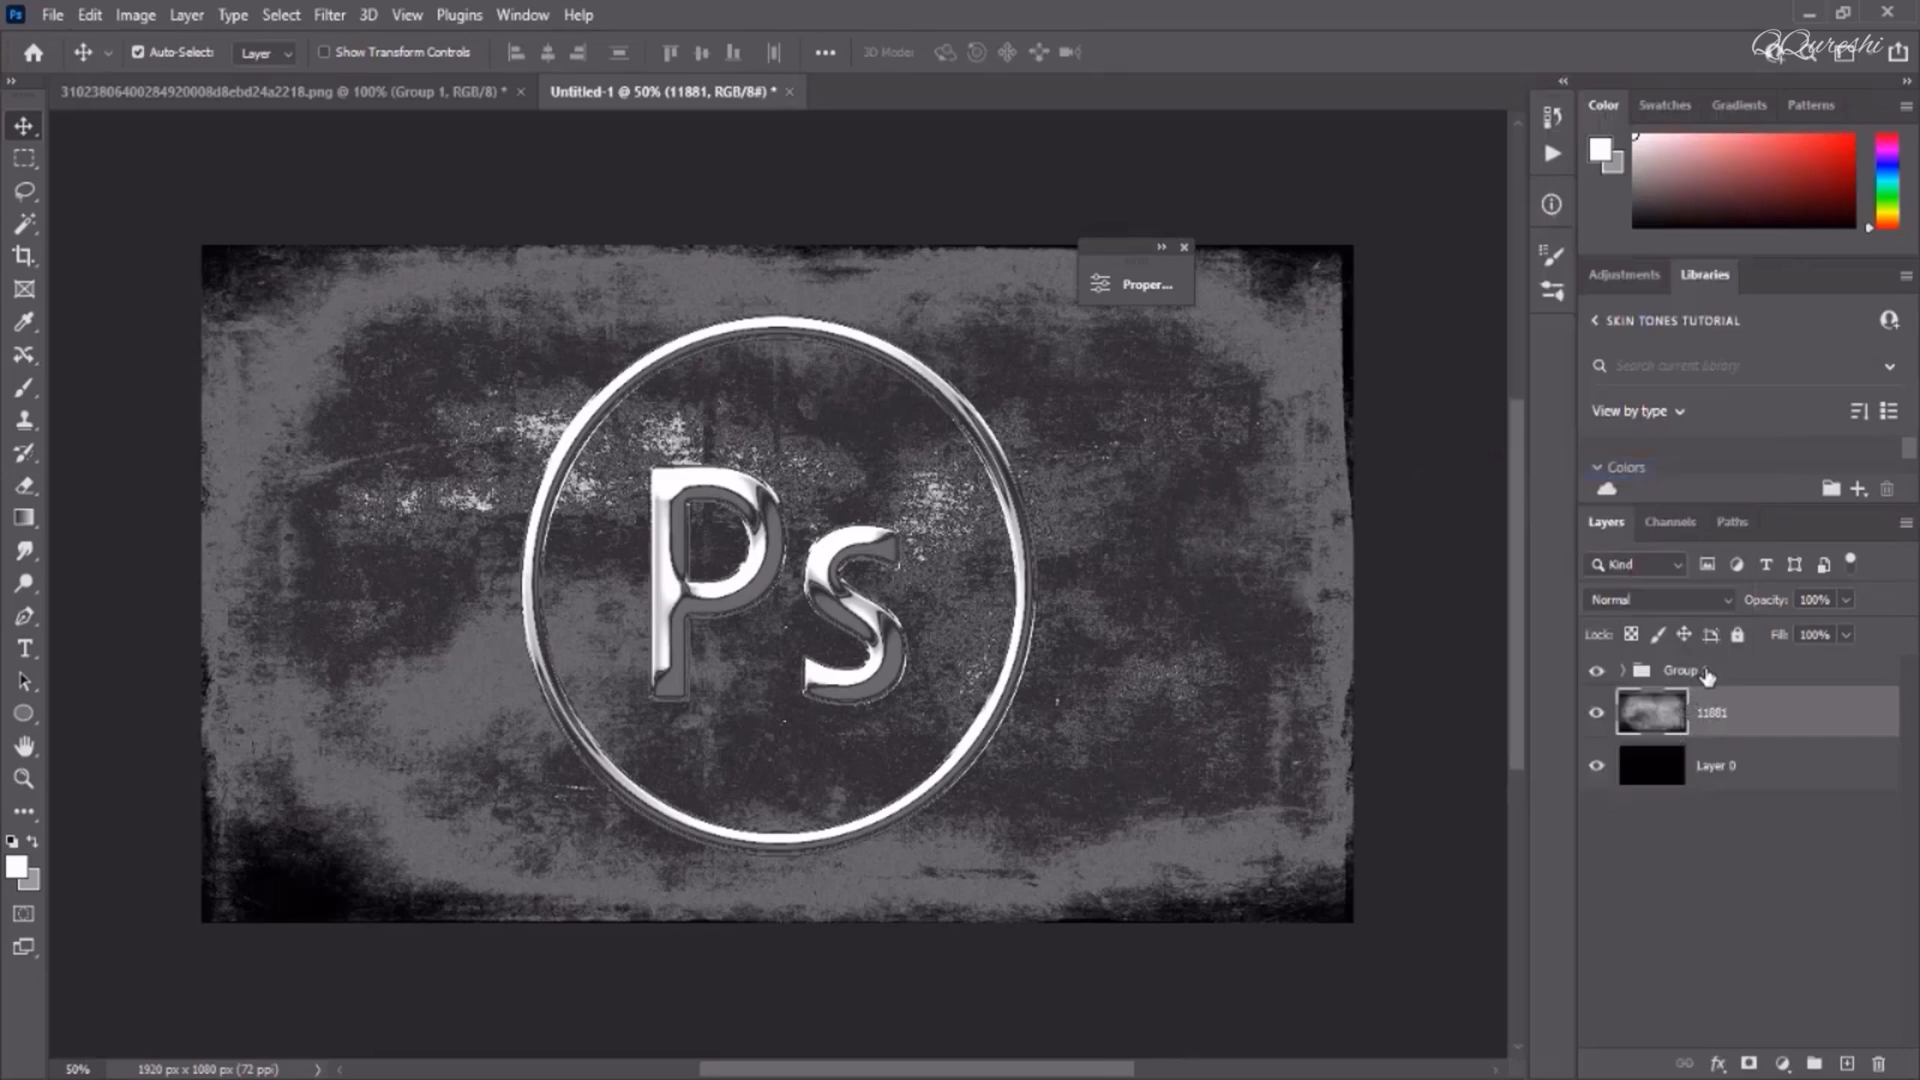 Ps File Edit Image Layer Type Select Filter 3D View Plugins Window Help
Auto-Select: Layer Show Transform Controls 3D Mode:
QQureshi
31023806400284920008d8ebd24a2218.png @ 100% (Group 1, RGB/8) * Untitled-1 @ 50% (11881, RGB/8#) *
Color Swatches Gradients Patterns
Proper...
Adjustments Libraries
SKIN TONES TUTORIAL
Search current library
View by type
Colors
Ps
Layers Channels Paths
Kind
Normal Opacity: 100%
Lock: Fill: 100%
Group
11881
Layer 0
50% 1920 px x 1080 px (72 ppi)